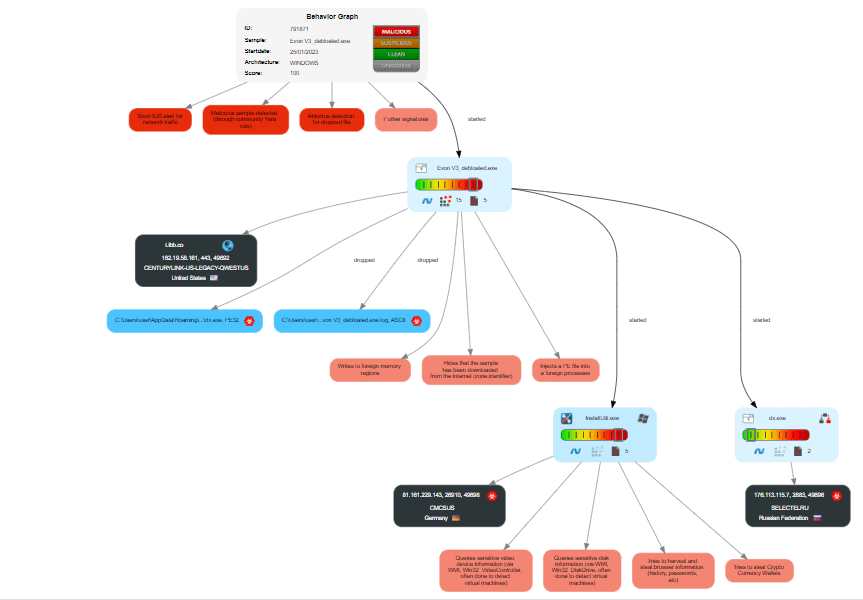 Behavior Graph
ID: 791871
Sample: Evon V3_debloated.exe
Startdate: 25/01/2023
Architecture: WINDOWS
Score: 100
MALICIOUS
SUSPICIOUS
CLEAN
UNKNOWN
Snort IDS alert for
network traffic
Malicious sample detected
(through community Yara
rule)
Antivirus detection
for dropped file
7 other signatures
started
Evon V3_debloated.exe
15
5
i.ibb.co
162.19.58.161, 443, 49692
CENTURYLINK-US-LEGACY-QWESTUS
United States
dropped
dropped
C:\Users\user\AppData\Roaming\...\dx.exe, PE32
C:\Users\user\...\von V3_debloated.exe.log, ASCII
started
started
Writes to foreign memory
regions
Hides that the sample
has been downloaded
from the Internet (zone.identifier)
Injects a PE file into
a foreign processes
InstallUtil.exe
5
dx.exe
2
81.161.229.143, 26910, 49698
CMCSUS
Germany
176.113.115.7, 2883, 49696
SELECTELRU
Russian Federation
Queries sensitive video
device information (via
WMI, Win32_VideoController,
often done to detect
virtual machines)
Queries sensitive disk
information (via WMI,
Win32_DiskDrive, often
done to detect virtual
machines)
Tries to harvest and
steal browser information
(history, passwords,
etc)
Tries to steal Crypto
Currency Wallets